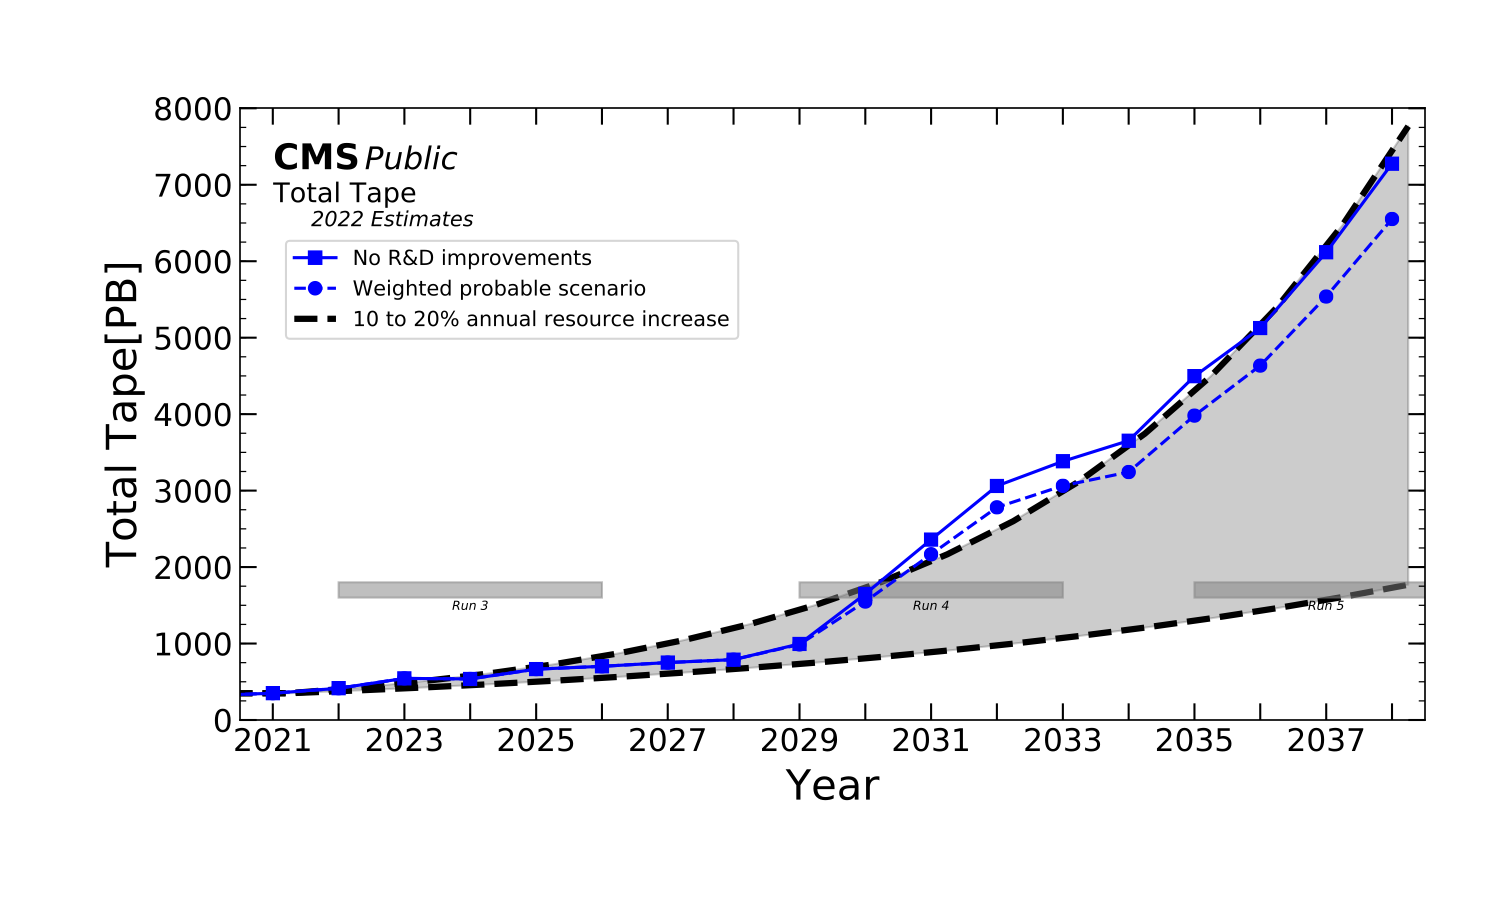 8000
7000
6000
5000
4000
3000
2000
1000
0
Total Tape[PB]
CMS Public
Total Tape
2022 Estimates
No R&D improvements
Weighted probable scenario
10 to 20% annual resource increase
Run 3
Run 4
Run 5
2021 2023 2025 2027 2029 2031 2033 2035 2037
Year